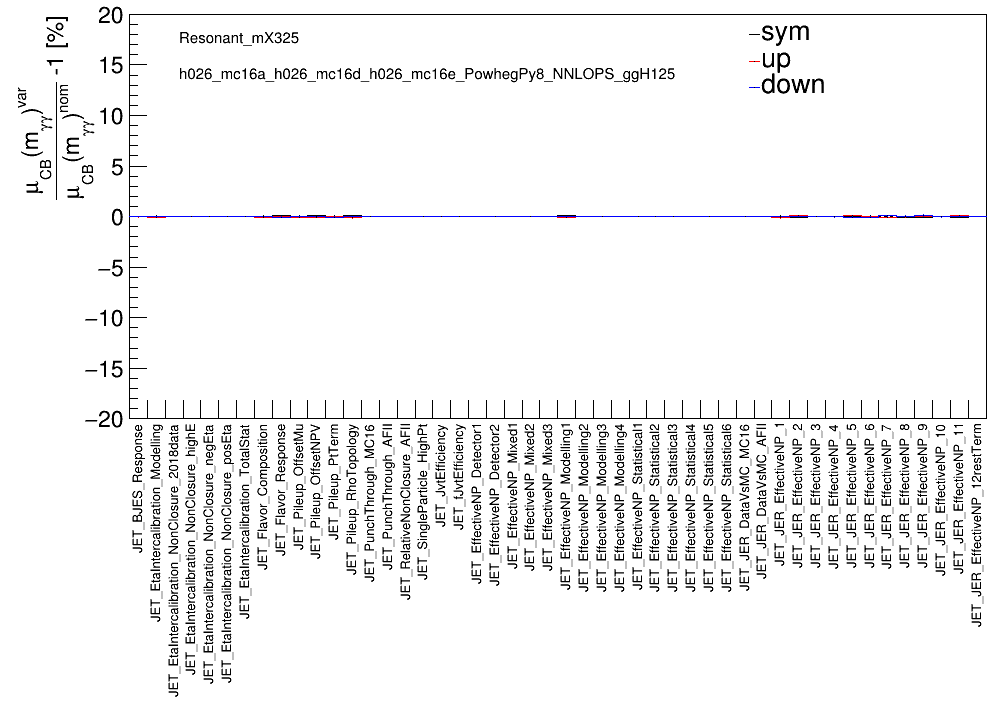 μ_CB(m_γγ)^var
μ_CB(m_γγ)^nom -1 [%]
20
15
10
5
0
−5
−10
−15
−20
Resonant_mX325
h026_mc16a_h026_mc16d_h026_mc16e_PowhegPy8_NNLOPS_ggH125
sym
up
down
JET_BJES_Response
JET_EtaIntercalibration_Modelling
JET_EtaIntercalibration_NonClosure_2018data
JET_EtaIntercalibration_NonClosure_highE
JET_EtaIntercalibration_NonClosure_negEta
JET_EtaIntercalibration_NonClosure_posEta
JET_EtaIntercalibration_TotalStat
JET_Flavor_Composition
JET_Flavor_Response
JET_Pileup_OffsetMu
JET_Pileup_OffsetNPV
JET_Pileup_PtTerm
JET_Pileup_RhoTopology
JET_PunchThrough_MC16
JET_PunchThrough_AFII
JET_RelativeNonClosure_AFII
JET_SingleParticle_HighPt
JET_JvtEfficiency
JET_fJvtEfficiency
JET_EffectiveNP_Detector1
JET_EffectiveNP_Detector2
JET_EffectiveNP_Mixed1
JET_EffectiveNP_Mixed2
JET_EffectiveNP_Mixed3
JET_EffectiveNP_Modelling1
JET_EffectiveNP_Modelling2
JET_EffectiveNP_Modelling3
JET_EffectiveNP_Modelling4
JET_EffectiveNP_Statistical1
JET_EffectiveNP_Statistical2
JET_EffectiveNP_Statistical3
JET_EffectiveNP_Statistical4
JET_EffectiveNP_Statistical5
JET_EffectiveNP_Statistical6
JET_JER_DataVsMC_MC16
JET_JER_DataVsMC_AFII
JET_JER_EffectiveNP_1
JET_JER_EffectiveNP_2
JET_JER_EffectiveNP_3
JET_JER_EffectiveNP_4
JET_JER_EffectiveNP_5
JET_JER_EffectiveNP_6
JET_JER_EffectiveNP_7
JET_JER_EffectiveNP_8
JET_JER_EffectiveNP_9
JET_JER_EffectiveNP_10
JET_JER_EffectiveNP_11
JET_JER_EffectiveNP_12restTerm